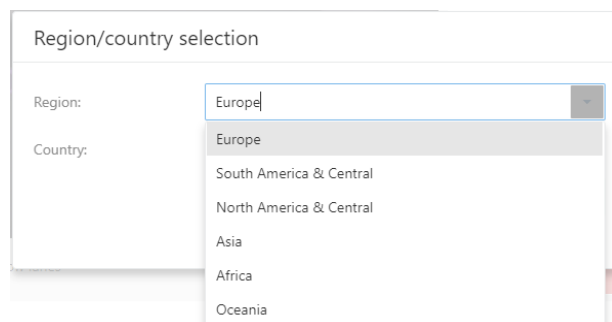 Region/country selection
Region:
Europe
Country:
Europe
South America & Central
North America & Central
Asia
Africa
Oceania